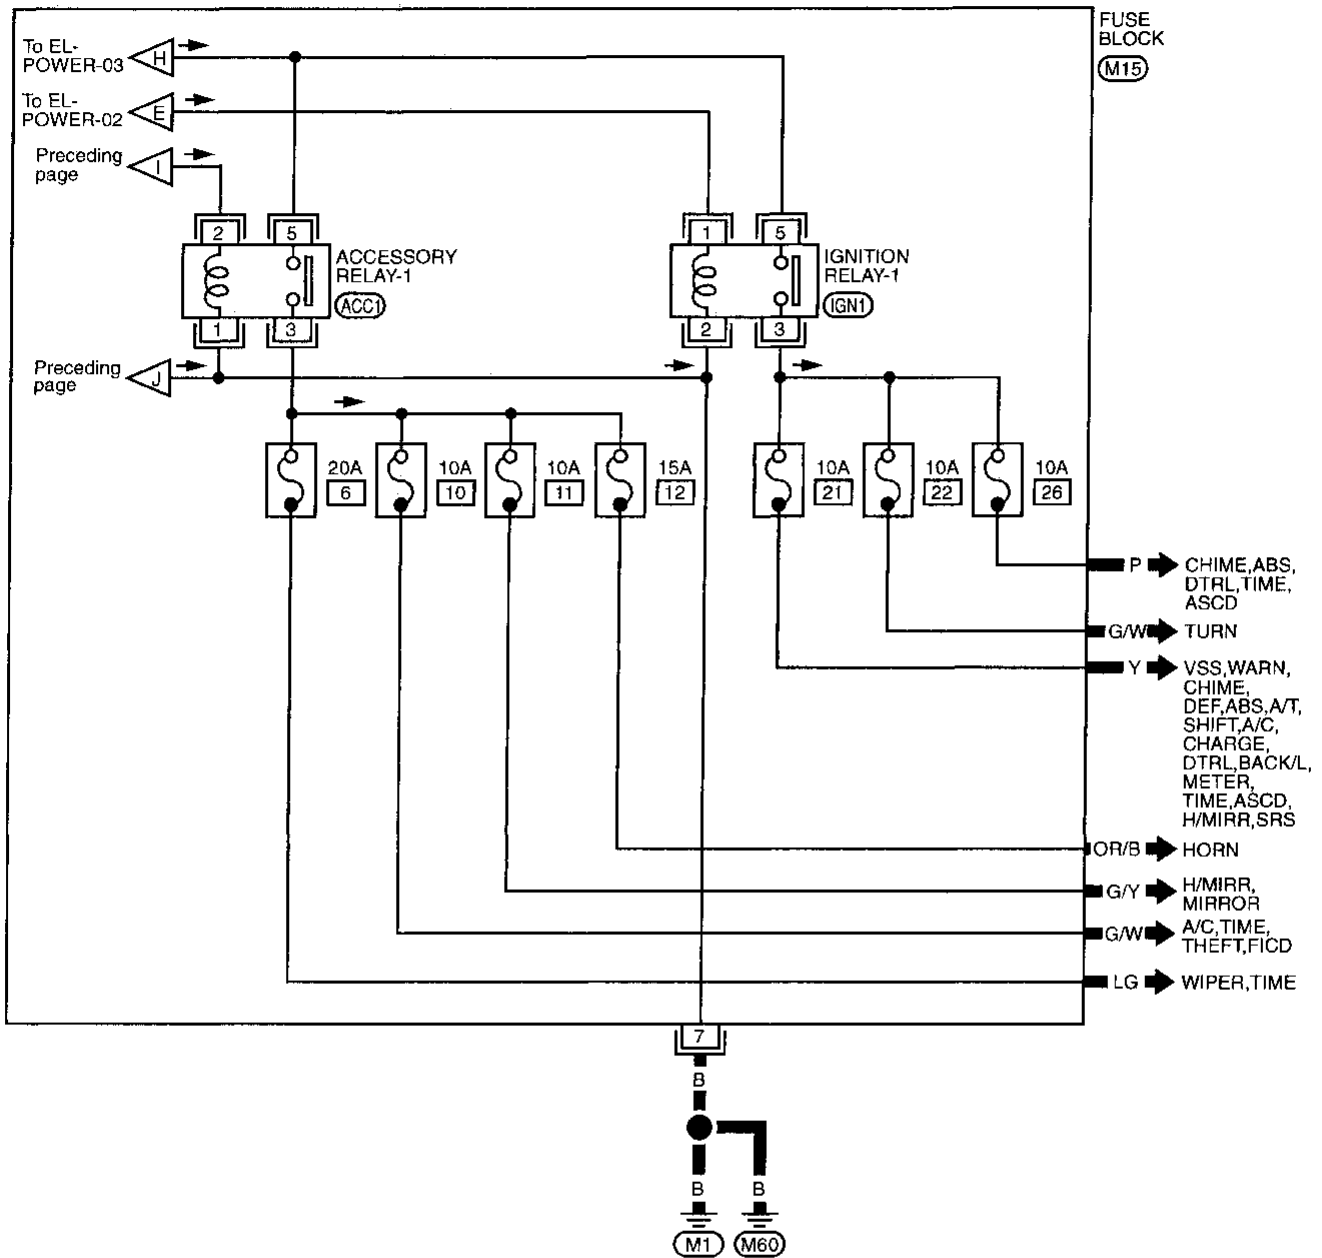 FUSE
BLOCK
M15
To EL-
POWER-03
H
To EL-
POWER-02
E
Preceding
page
I
2
5
ACCESSORY
RELAY-1
ACC1
1
3
1
5
IGNITION
RELAY-1
IGN1
2
3
Preceding
page
J
20A
6
10A
10
10A
11
15A
12
10A
21
10A
22
10A
26
P
CHIME,ABS,
DTRL,TIME,
ASCD
G/W
TURN
Y
VSS,WARN,
CHIME,
DEF,ABS,A/T,
SHIFT,A/C,
CHARGE,
DTRL,BACK/L,
METER,
TIME,ASCD,
H/MIRR,SRS
OR/B
HORN
G/Y
H/MIRR,
MIRROR
G/W
A/C,TIME,
THEFT,FICD
LG
WIPER,TIME
7
B
B
B
M1
M60